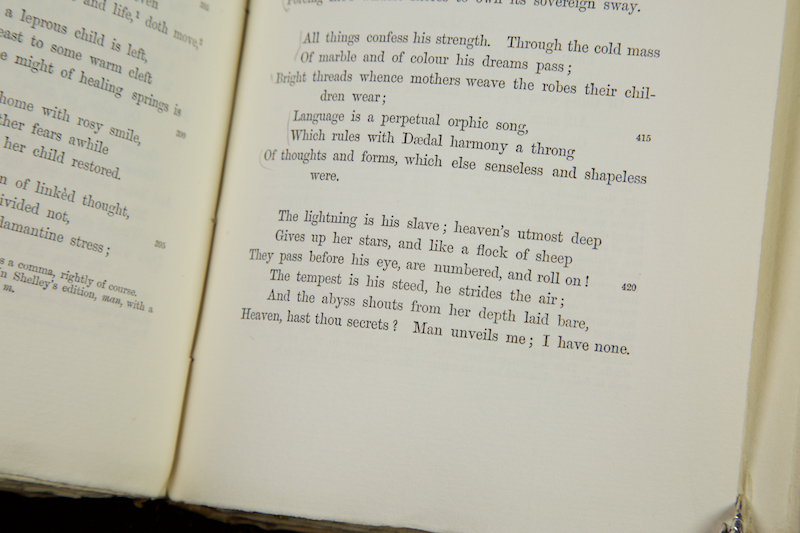 and life,¹ doth move,²
a leprous child is left,
east to some warm cleft
e might of healing springs is
home with rosy smile,
ther fears awhile
her child restored.
n of linkèd thought,
ivided not,
lamantine stress;
395
s a comma, rightly of course.
n Shelley's edition, man, with a
m.
its sovereign sway.
All things confess his strength. Through the cold mass
Of marble and of colour his dreams pass;
Bright threads whence mothers weave the robes their chil-
dren wear;
Language is a perpetual orphic song,
415
Which rules with Dædal harmony a throng
Of thoughts and forms, which else senseless and shapeless
were.
The lightning is his slave; heaven's utmost deep
Gives up her stars, and like a flock of sheep
They pass before his eye, are numbered, and roll on!
420
The tempest is his steed, he strides the air;
And the abyss shouts from her depth laid bare,
Heaven, hast thou secrets? Man unveils me; I have none.